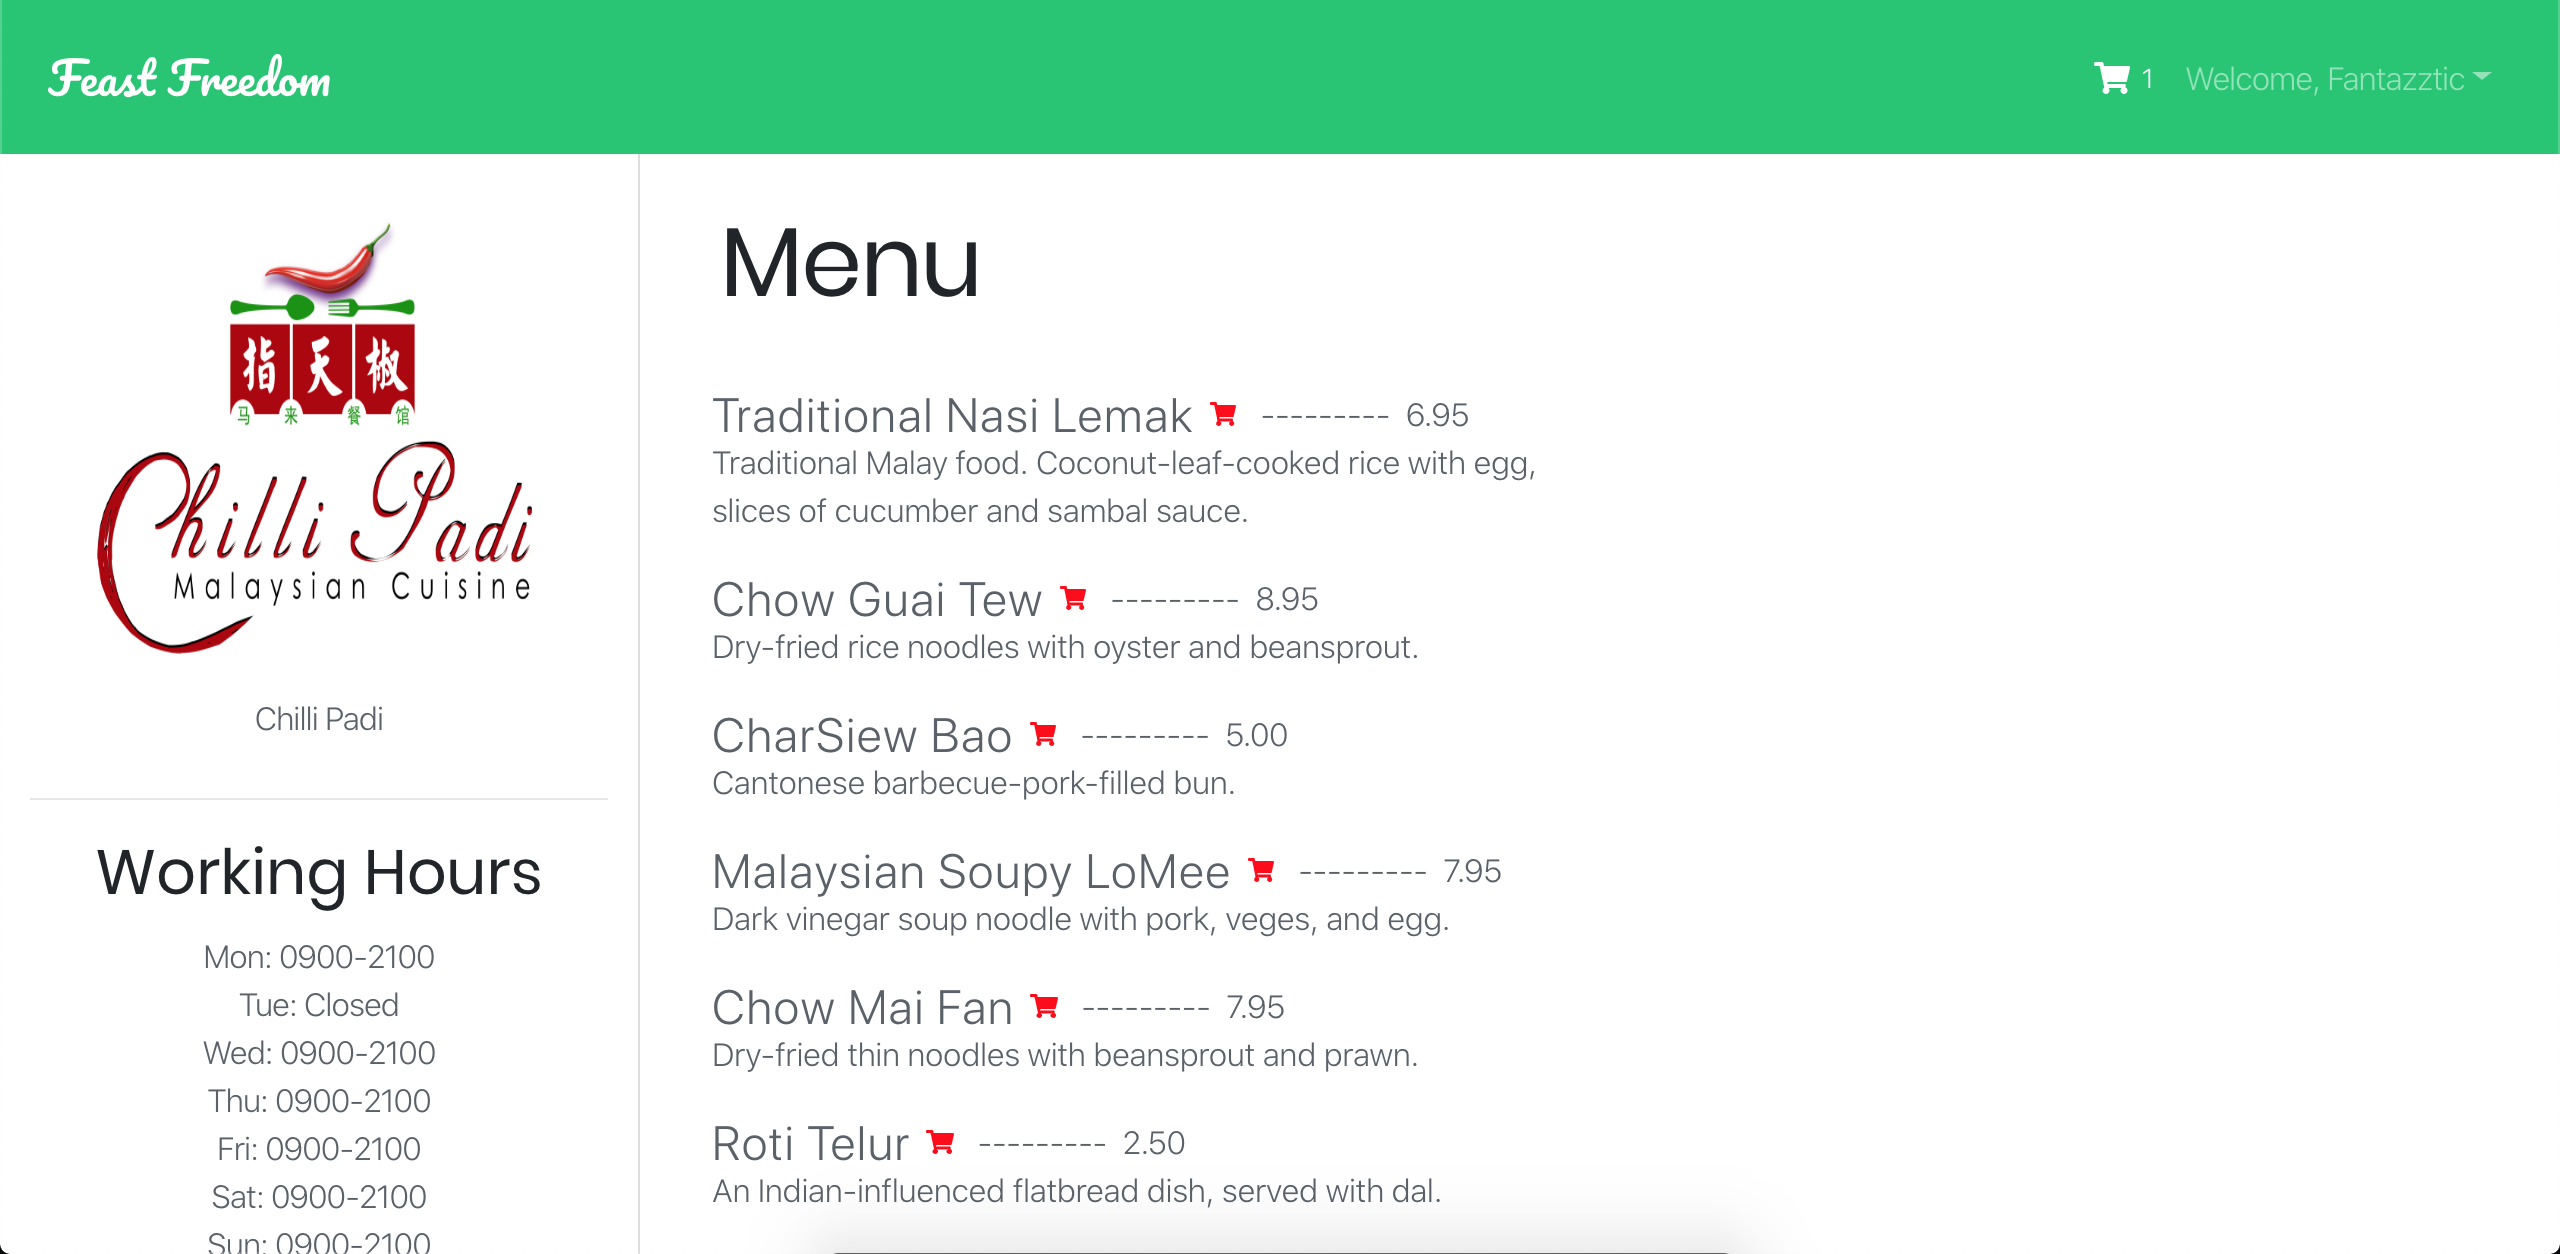 Feast Freedom
1 Welcome, Fantazztic
指天椒
马来餐馆
Chilli Padi
Malaysian Cuisine
Chilli Padi
Working Hours
Mon: 0900-2100
Tue: Closed
Wed: 0900-2100
Thu: 0900-2100
Fri: 0900-2100
Sat: 0900-2100
Sun: 0900-2100
Menu
Traditional Nasi Lemak --------- 6.95
Traditional Malay food. Coconut-leaf-cooked rice with egg,
slices of cucumber and sambal sauce.
Chow Guai Tew --------- 8.95
Dry-fried rice noodles with oyster and beansprout.
CharSiew Bao --------- 5.00
Cantonese barbecue-pork-filled bun.
Malaysian Soupy LoMee --------- 7.95
Dark vinegar soup noodle with pork, veges, and egg.
Chow Mai Fan --------- 7.95
Dry-fried thin noodles with beansprout and prawn.
Roti Telur --------- 2.50
An Indian-influenced flatbread dish, served with dal.